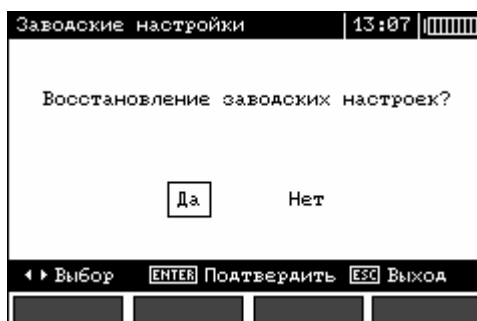 Заводские настройки 13:07
Восстановление заводских настроек?
Да Нет
Выбор ENTER Подтвердить ESC Выход